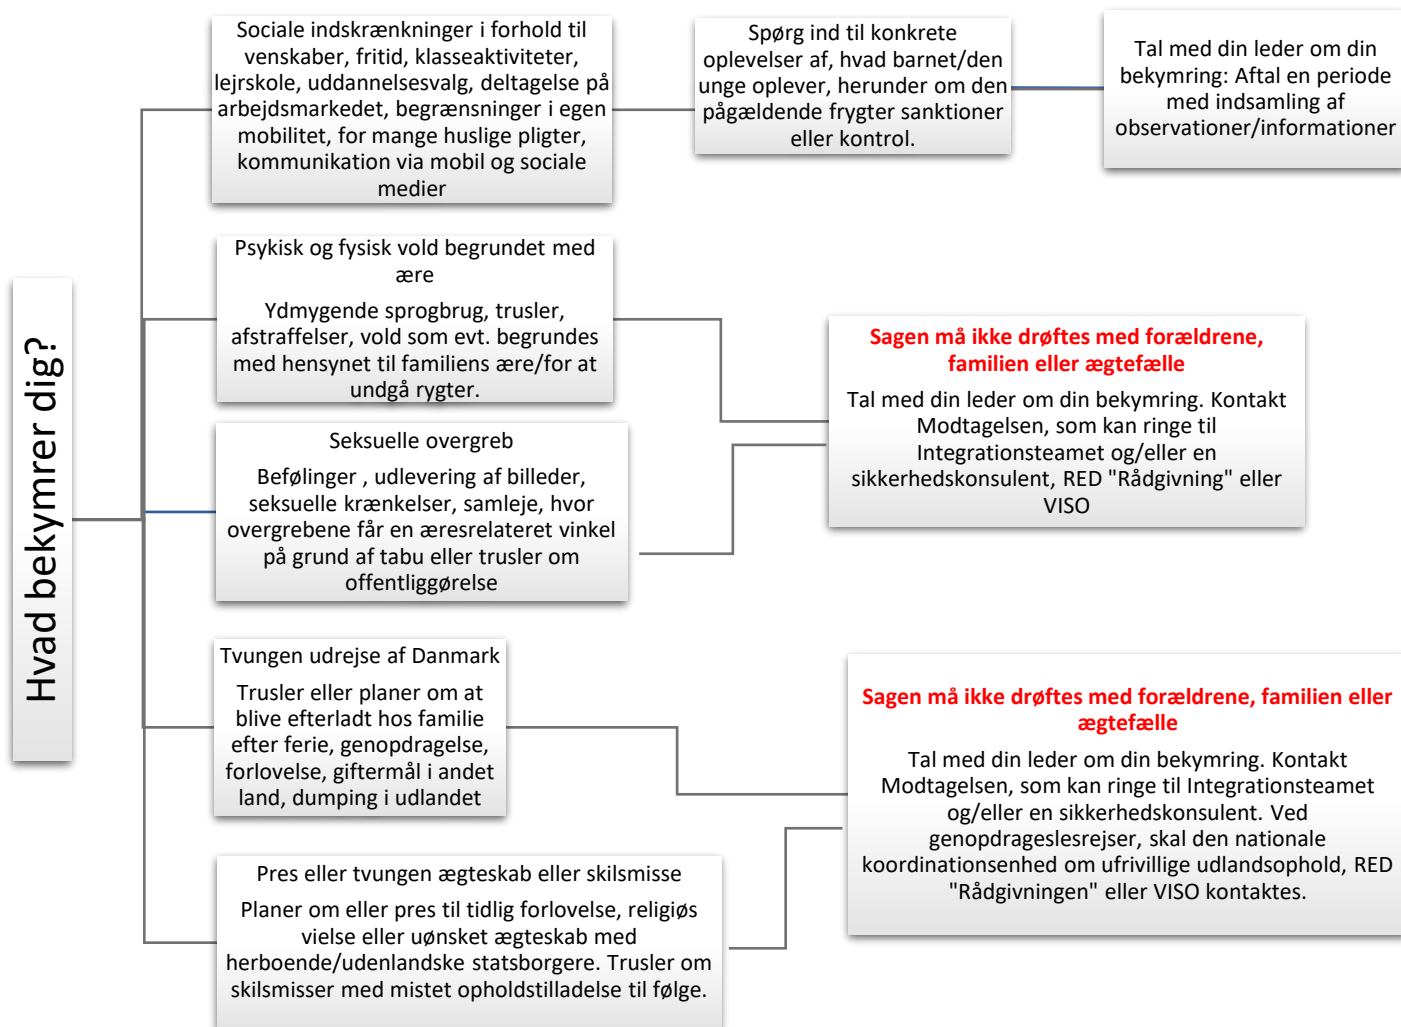 Hvad bekymrer dig?
Sociale indskrænkninger i forhold til
venskaber, fritid, klasseaktiviteter,
lejrskole, uddannelsesvalg, deltagelse på
arbejdsmarkedet, begrænsninger i egen
mobilitet, for mange huslige pligter,
kommunikation via mobil og sociale
medier
Spørg ind til konkrete
oplevelser af, hvad barnet/den
unge oplever, herunder om den
pågældende frygter sanktioner
eller kontrol.
Tal med din leder om din
bekymring: Aftal en periode
med indsamling af
observationer/informationer
Psykisk og fysisk vold begrundet med
ære
Ydmygende sprogbrug, trusler,
afstraffelser, vold som evt. begrundes
med hensynet til familiens ære/for at
undgå rygter.
Seksuelle overgreb
Befølinger , udlevering af billeder,
seksuelle krænkelser, samleje, hvor
overgrebene får en æresrelateret vinkel
på grund af tabu eller trusler om
offentliggørelse
Sagen må ikke drøftes med forældrene,
familien eller ægtefælle
Tal med din leder om din bekymring. Kontakt
Modtagelsen, som kan ringe til
Integrationsteamet og/eller en
sikkerhedskonsulent, RED "Rådgivning" eller
VISO
Tvungen udrejse af Danmark
Trusler eller planer om at
blive efterladt hos familie
efter ferie, genopdragelse,
forlovelse, giftermål i andet
land, dumping i udlandet
Pres eller tvungen ægteskab eller skilsmisse
Planer om eller pres til tidlig forlovelse, religiøs
vielse eller uønsket ægteskab med
herboende/udenlandske statsborgere. Trusler om
skilsmisser med mistet opholdstilladelse til følge.
Sagen må ikke drøftes med forældrene, familien eller
ægtefælle
Tal med din leder om din bekymring. Kontakt
Modtagelsen, som kan ringe til Integrationsteamet
og/eller en sikkerhedskonsulent. Ved
genopdrageslesrejser, skal den nationale
koordinationsenhed om ufrivillige udlandsophold, RED
"Rådgivningen" eller VISO kontaktes.